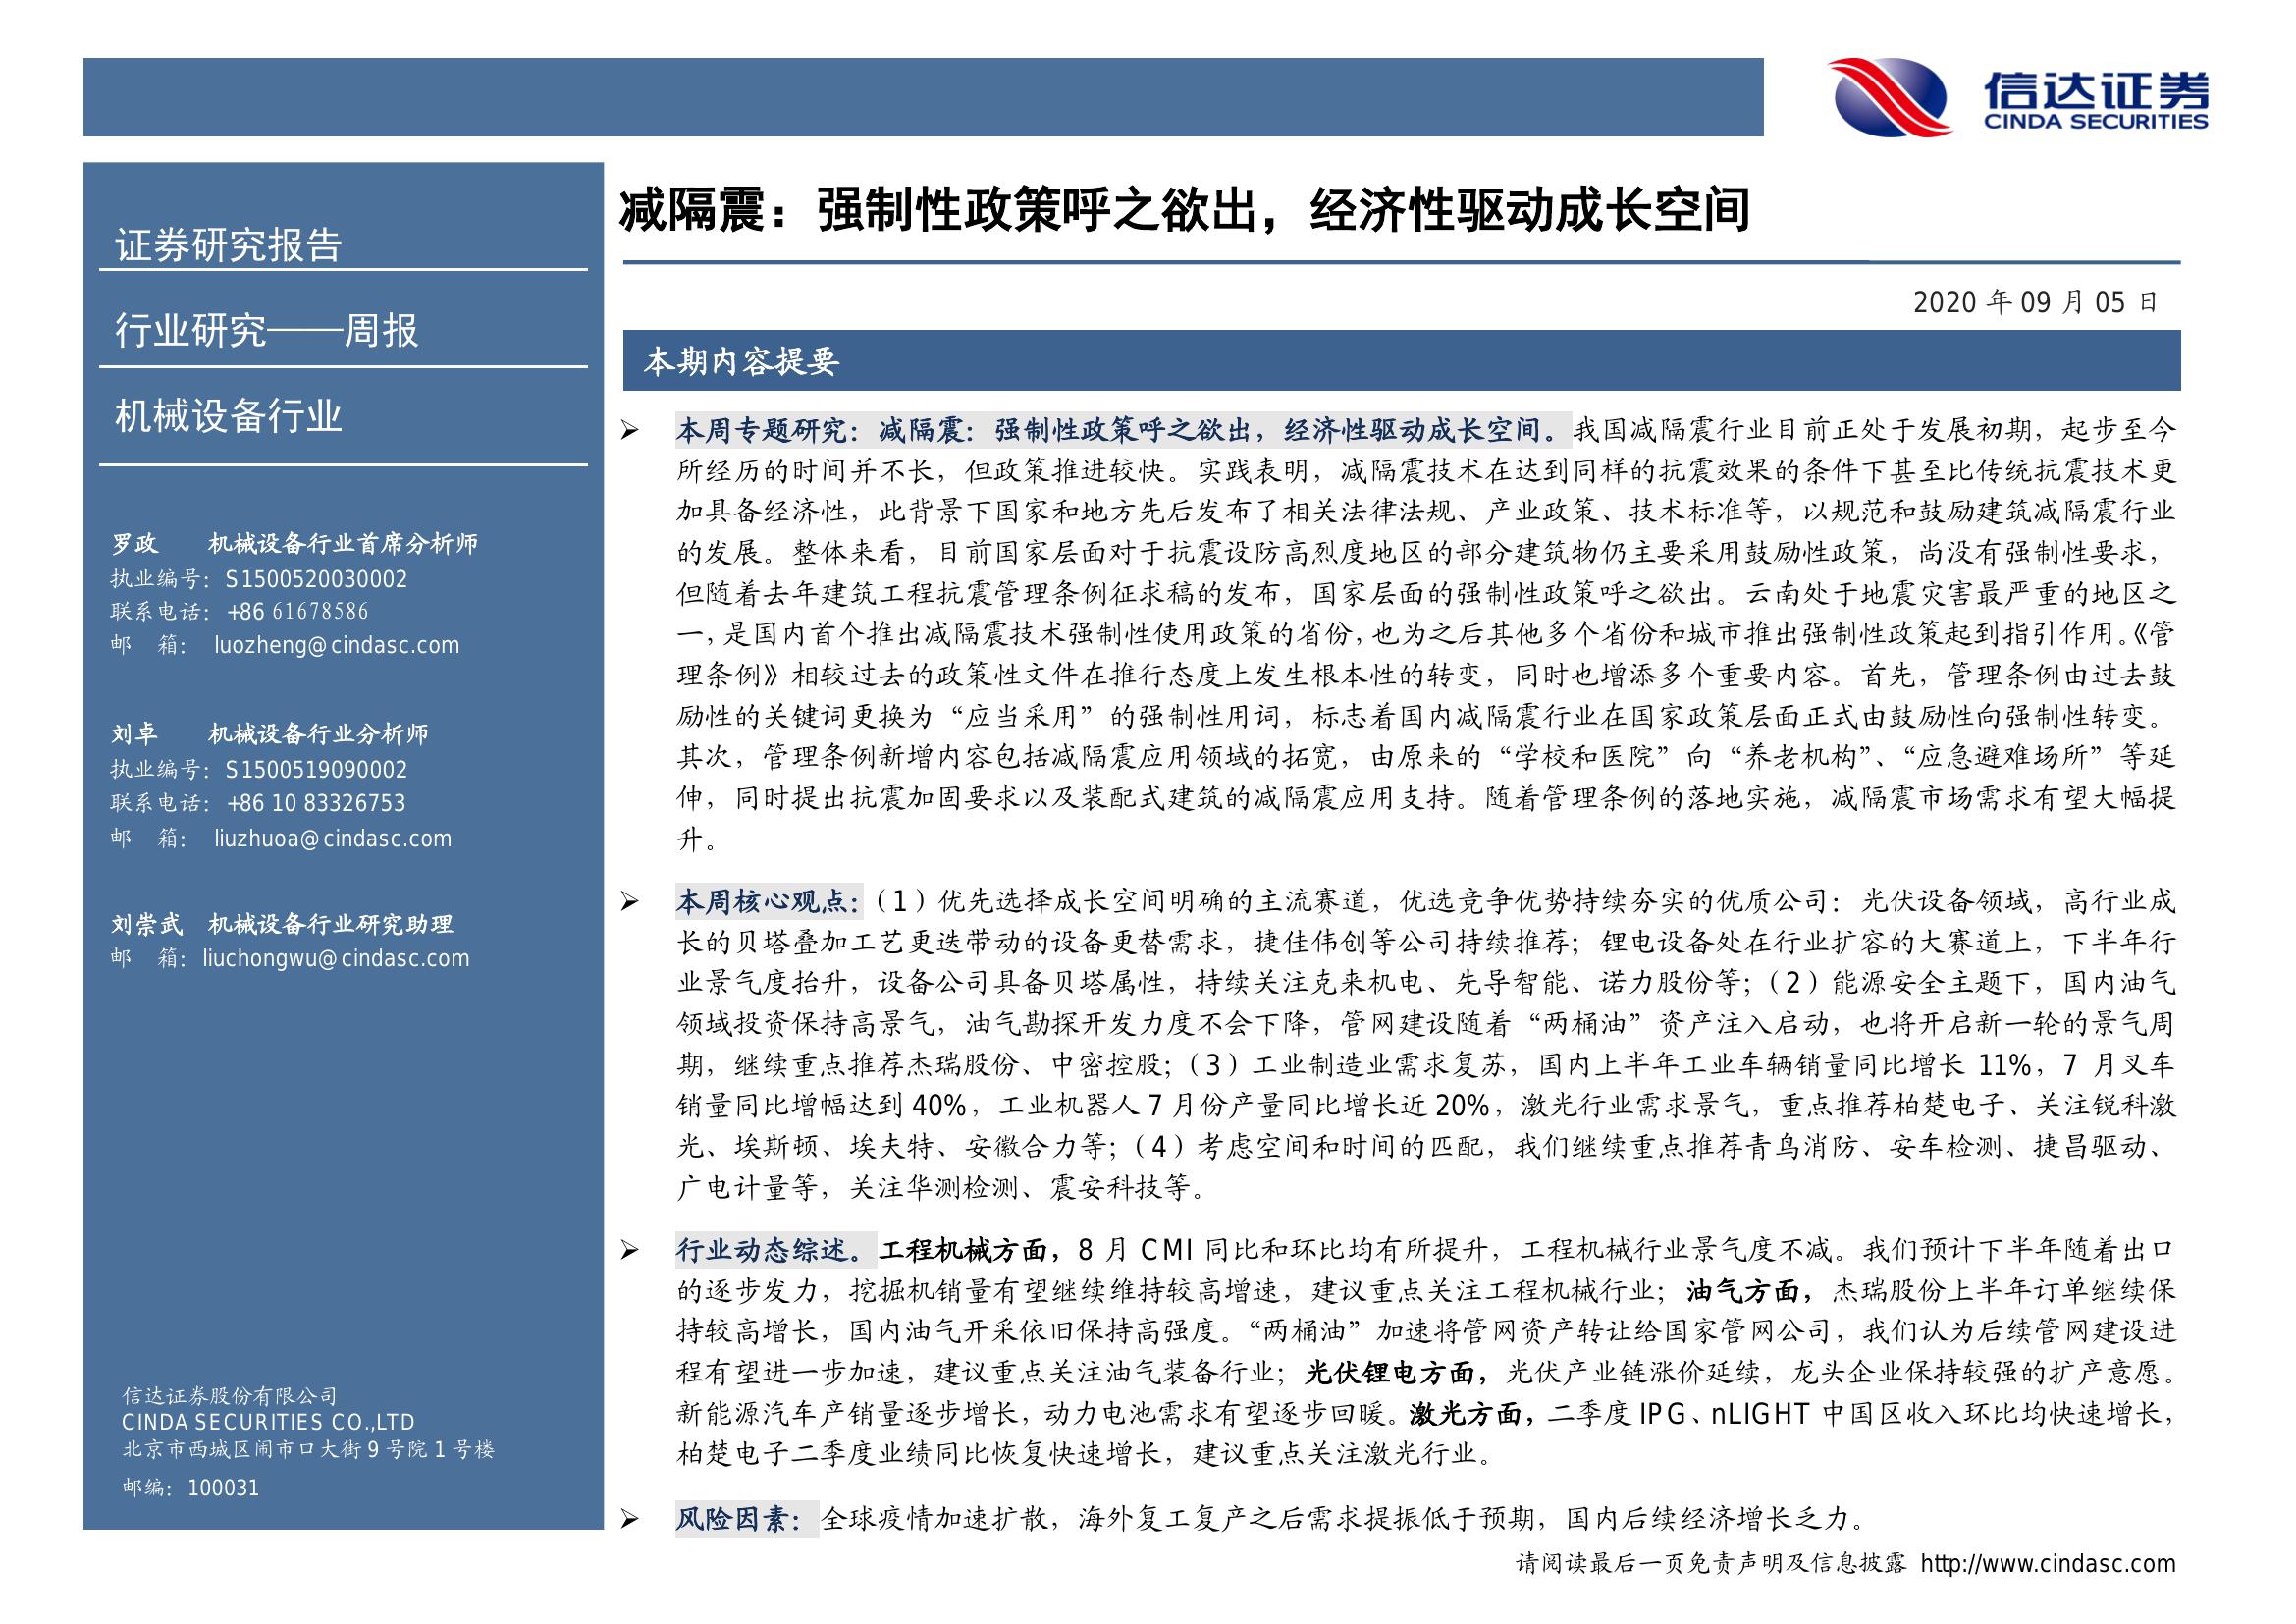 信达证券
CINDA SECURITIES
证券研究报告
行业研究——周报
机械设备行业
罗政 机械设备行业首席分析师
执业编号：S1500520030002
联系电话：+86 61678586
邮 箱： luozheng@cindasc.com
刘卓 机械设备行业分析师
执业编号：S1500519090002
联系电话：+86 10 83326753
邮 箱： liuzhuoa@cindasc.com
刘崇武 机械设备行业研究助理
邮 箱：liuchongwu@cindasc.com
信达证券股份有限公司
CINDA SECURITIES CO.,LTD
北京市西城区闹市口大街9号院1号楼
邮编：100031
减隔震：强制性政策呼之欲出，经济性驱动成长空间
2020 年 09 月 05 日
本期内容提要
➢ 本周专题研究：减隔震：强制性政策呼之欲出，经济性驱动成长空间。我国减隔震行业目前正处于发展初期，起步至今
所经历的时间并不长，但政策推进较快。实践表明，减隔震技术在达到同样的抗震效果的条件下甚至比传统抗震技术更
加具备经济性，此背景下国家和地方先后发布了相关法律法规、产业政策、技术标准等，以规范和鼓励建筑减隔震行业
的发展。整体来看，目前国家层面对于抗震设防高烈度地区的部分建筑物仍主要采用鼓励性政策，尚没有强制性要求，
但随着去年建筑工程抗震管理条例征求稿的发布，国家层面的强制性政策呼之欲出。云南处于地震灾害最严重的地区之
一，是国内首个推出减隔震技术强制性使用政策的省份，也为之后其他多个省份和城市推出强制性政策起到指引作用。《管
理条例》相较过去的政策性文件在推行态度上发生根本性的转变，同时也增添多个重要内容。首先，管理条例由过去鼓
励性的关键词更换为“应当采用”的强制性用词，标志着国内减隔震行业在国家政策层面正式由鼓励性向强制性转变。
其次，管理条例新增内容包括减隔震应用领域的拓宽，由原来的“学校和医院”向“养老机构”、“应急避难场所”等延
伸，同时提出抗震加固要求以及装配式建筑的减隔震应用支持。随着管理条例的落地实施，减隔震市场需求有望大幅提
升。
➢ 本周核心观点：（1）优先选择成长空间明确的主流赛道，优选竞争优势持续夯实的优质公司：光伏设备领域，高行业成
长的贝塔叠加工艺更迭带动的设备更替需求，捷佳伟创等公司持续推荐；锂电设备处在行业扩容的大赛道上，下半年行
业景气度抬升，设备公司具备贝塔属性，持续关注克来机电、先导智能、诺力股份等；（2）能源安全主题下，国内油气
领域投资保持高景气，油气勘探开发力度不会下降，管网建设随着“两桶油”资产注入启动，也将开启新一轮的景气周
期，继续重点推荐杰瑞股份、中密控股；（3）工业制造业需求复苏，国内上半年工业车辆销量同比增长 11%，7 月叉车
销量同比增幅达到 40%，工业机器人 7 月份产量同比增长近 20%，激光行业需求景气，重点推荐柏楚电子、关注锐科激
光、埃斯顿、埃夫特、安徽合力等；（4）考虑空间和时间的匹配，我们继续重点推荐青鸟消防、安车检测、捷昌驱动、
广电计量等，关注华测检测、震安科技等。
➢ 行业动态综述。工程机械方面，8 月 CMI 同比和环比均有所提升，工程机械行业景气度不减。我们预计下半年随着出口
的逐步发力，挖掘机销量有望继续维持较高增速，建议重点关注工程机械行业；油气方面，杰瑞股份上半年订单继续保
持较高增长，国内油气开采依旧保持高强度。“两桶油”加速将管网资产转让给国家管网公司，我们认为后续管网建设进
程有望进一步加速，建议重点关注油气装备行业；光伏锂电方面，光伏产业链涨价延续，龙头企业保持较强的扩产意愿。
新能源汽车产销量逐步增长，动力电池需求有望逐步回暖。激光方面，二季度 IPG、nLIGHT 中国区收入环比均快速增长，
柏楚电子二季度业绩同比恢复快速增长，建议重点关注激光行业。
➢ 风险因素：全球疫情加速扩散，海外复工复产之后需求提振低于预期，国内后续经济增长乏力。
请阅读最后一页免责声明及信息披露 http://www.cindasc.com